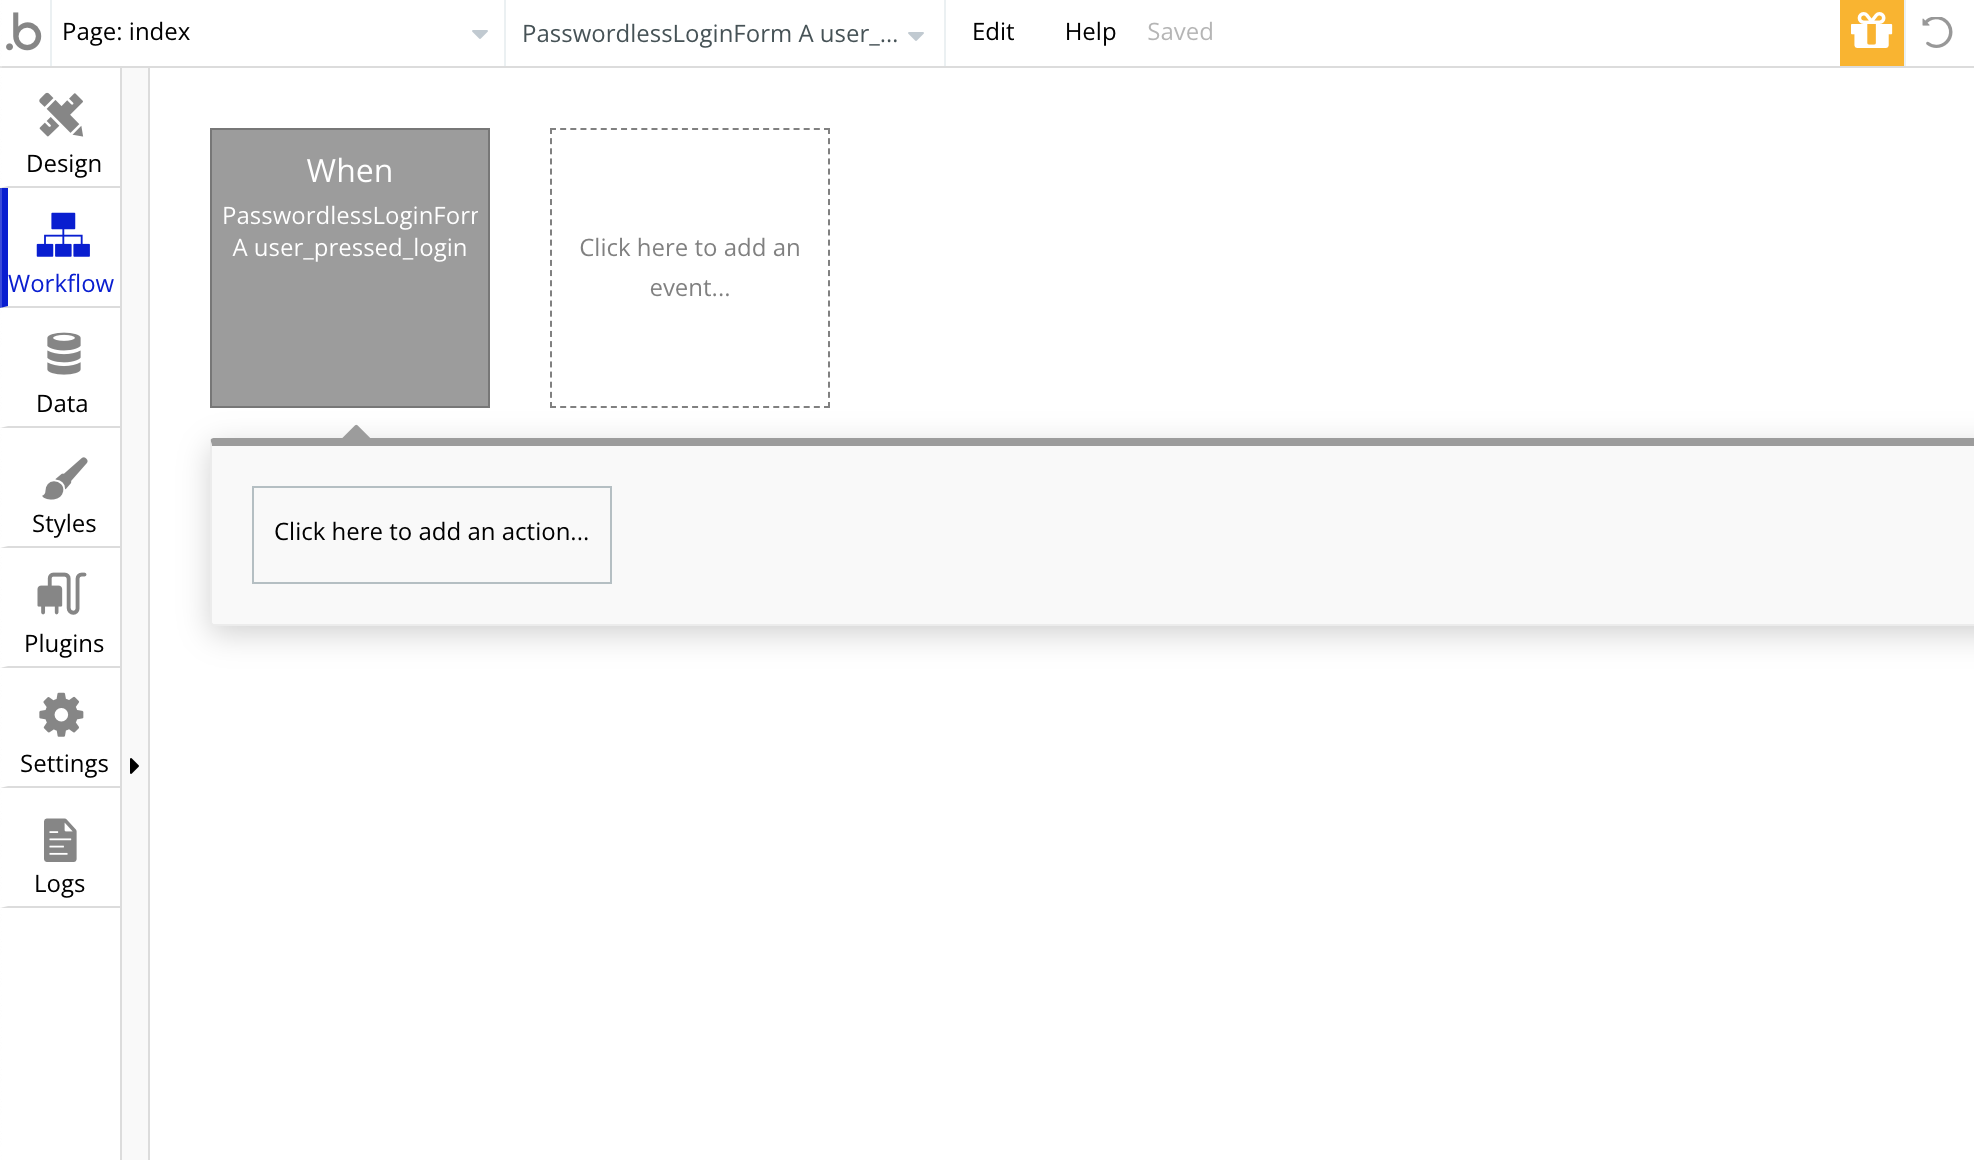 .b
Page: index
PasswordlessLoginForm A user_...
Edit
Help
Saved
Design
Workflow
Data
Styles
Plugins
Settings
Logs
When
PasswordlessLoginForr
A user_pressed_login
Click here to add an
event...
Click here to add an action...